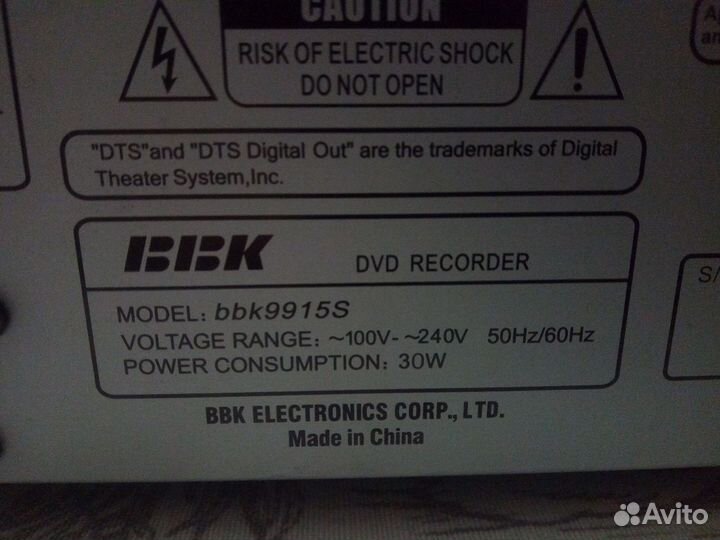 CAUTION
RISK OF ELECTRIC SHOCK
DO NOT OPEN
"DTS"and "DTS Digital Out" are the trademarks of Digital
Theater System,Inc.
BBK DVD RECORDER
MODEL: bbk9915S
VOLTAGE RANGE: ~100V- ~240V 50Hz/60Hz
POWER CONSUMPTION: 30W
BBK ELECTRONICS CORP., LTD.
Made in China
Avito